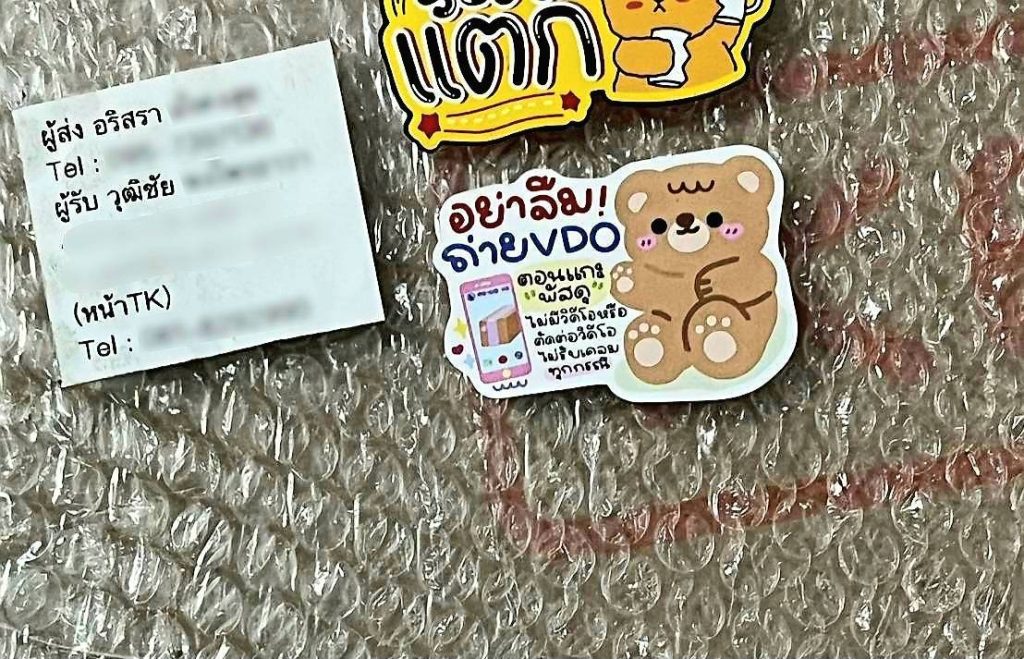 แตก
ผู้ส่ง อริสรา
Tel :
ผู้รับ วุฒิชัย
(หน้าTK)
Tel :
อย่าลืม!
ถ่ายVDO
ตอนแกะ
"พัสดุ"
ไม่มีวิดีโอหรือ
ตัดต่อวิดีโอ
ไม่รับเคลม
ทุกกรณี